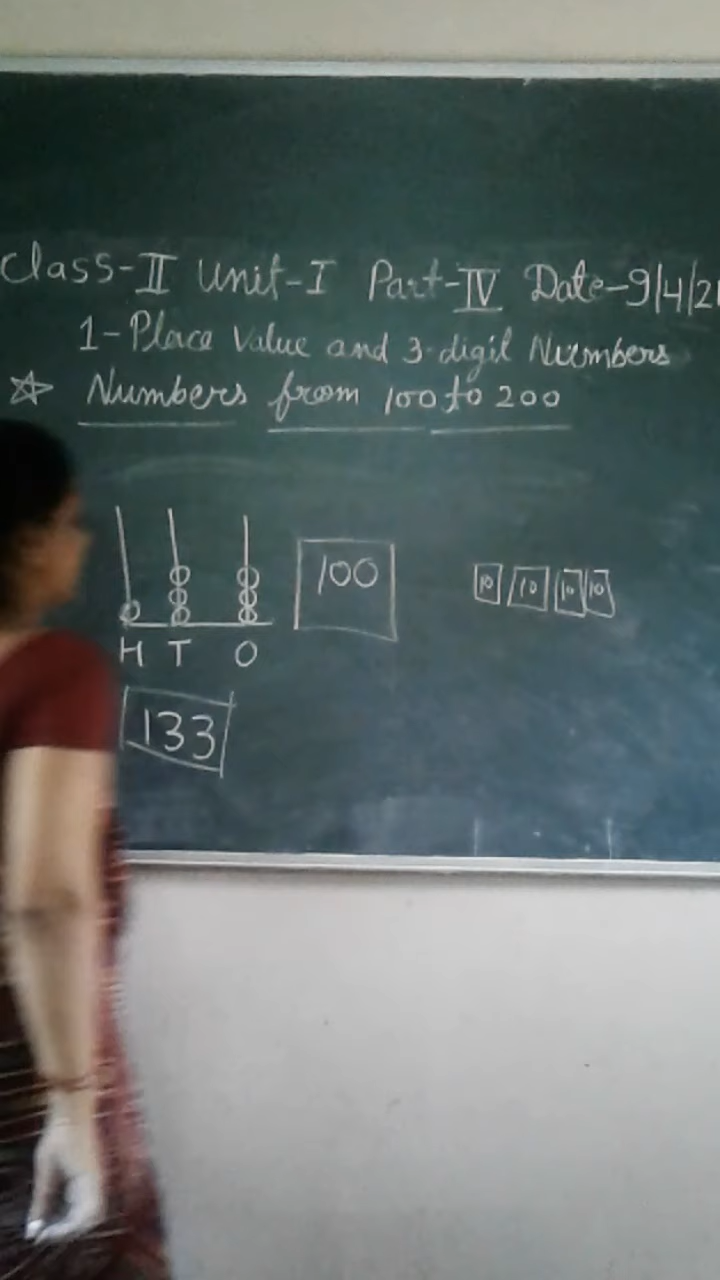 Class-II Unit-I Part-IV Date-9/4/21
1-Place Value and 3-digit Numbers
☆ Numbers from 100 to 200
100 10 10 10 10
H T O
133